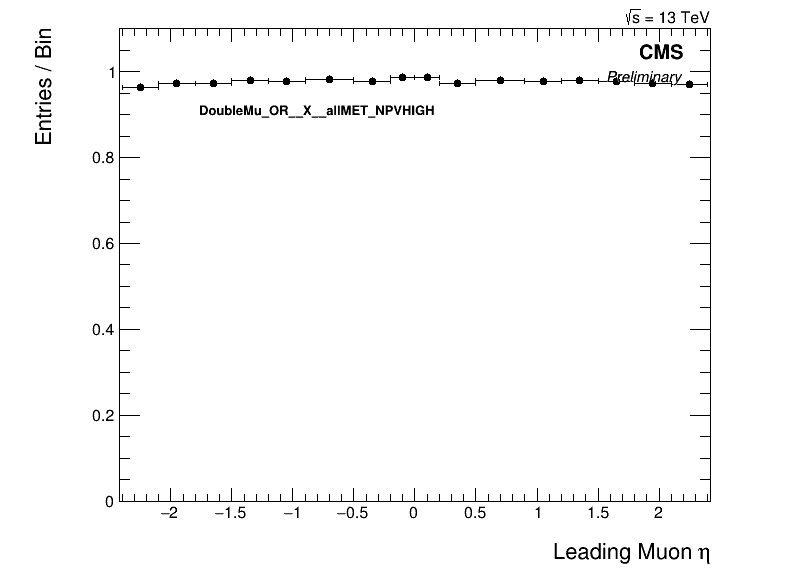 √s = 13 TeV
CMS
Preliminary
DoubleMu_OR__X__allMET_NPVHIGH
Entries / Bin
1
0.8
0.6
0.4
0.2
0
−2 −1.5 −1 −0.5 0 0.5 1 1.5 2
Leading Muon η